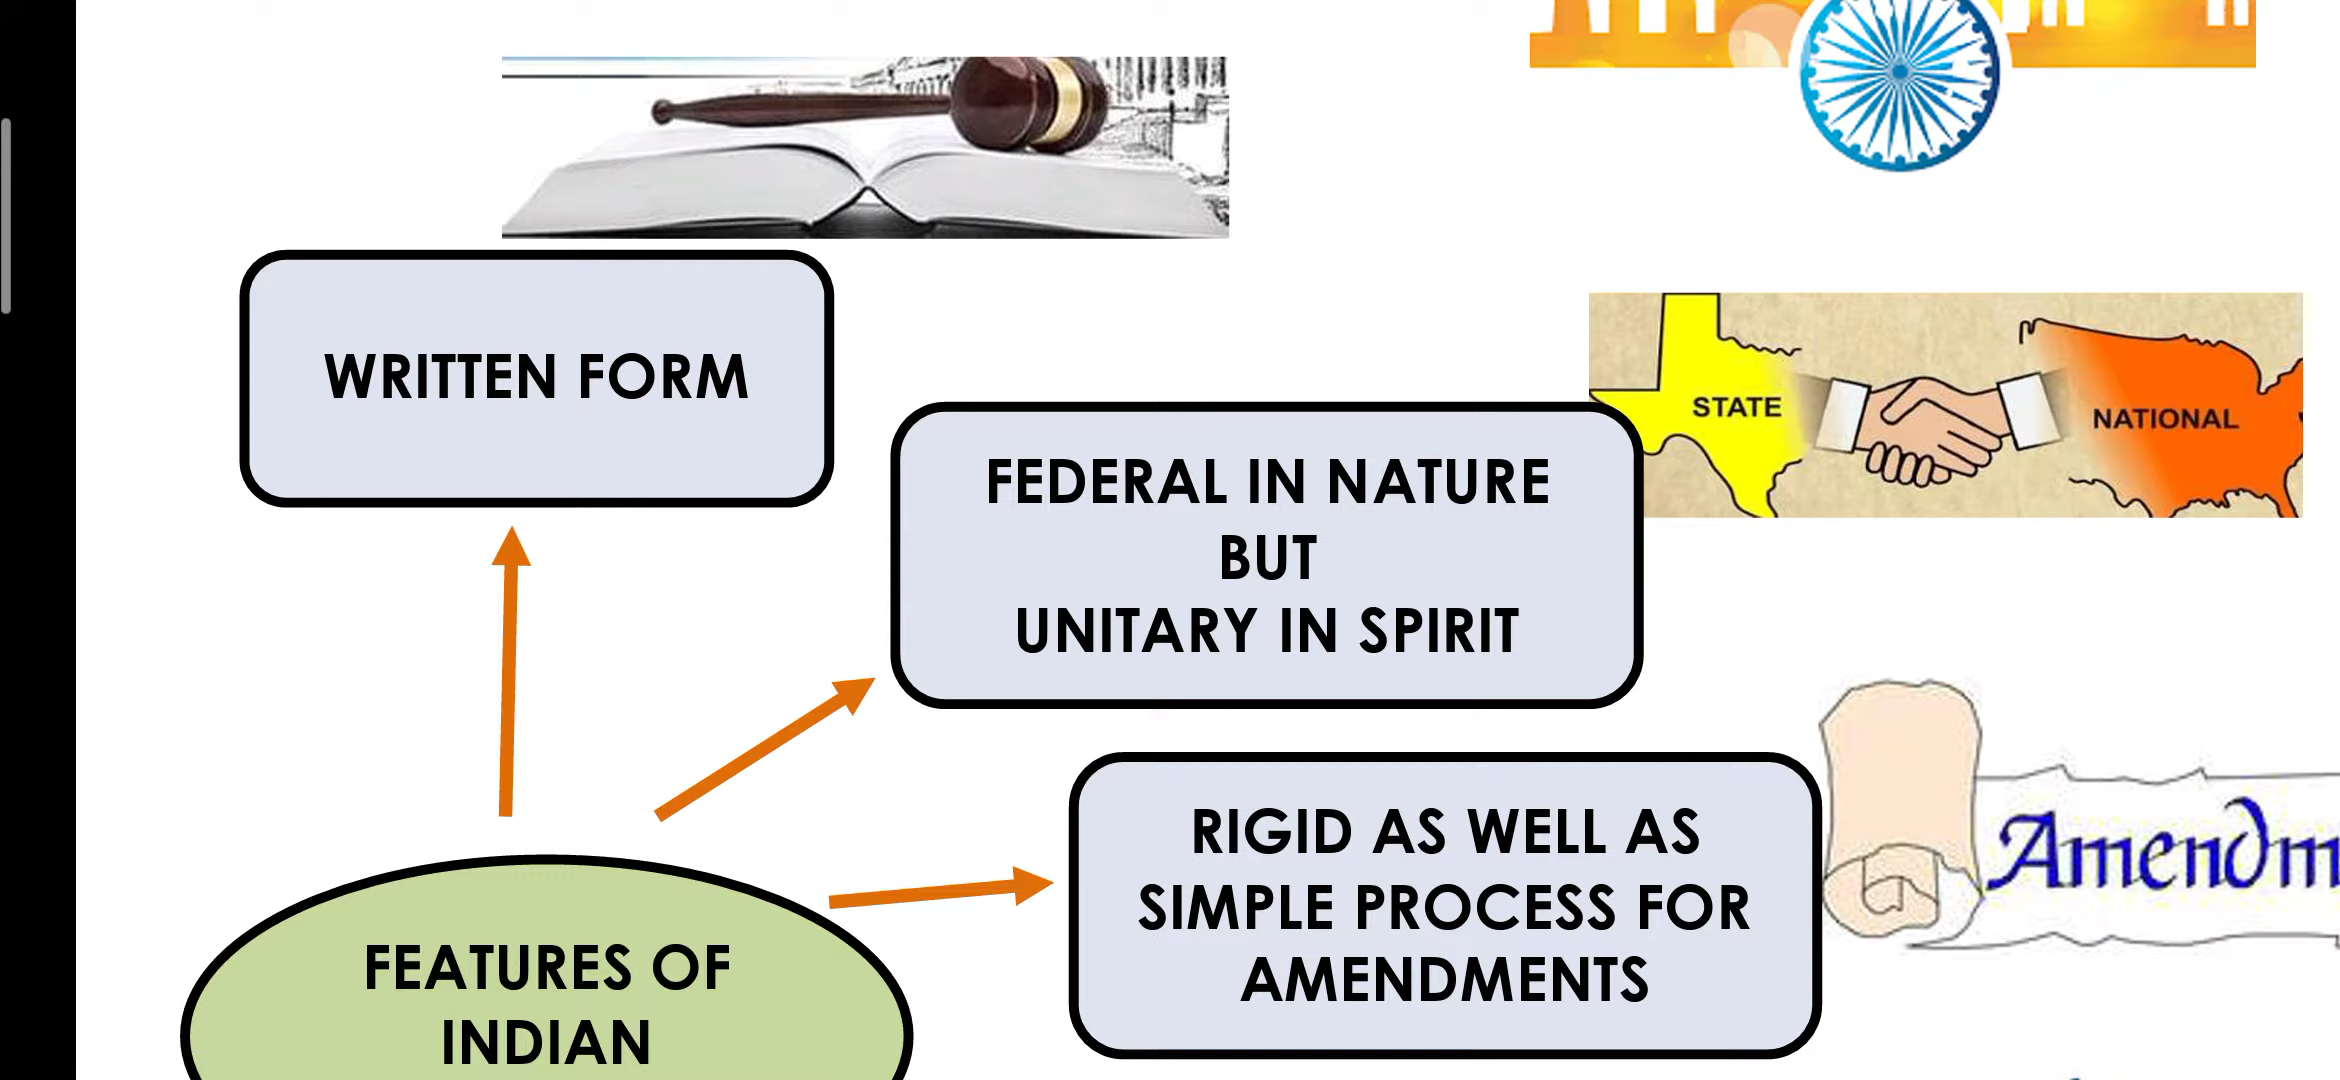 WRITTEN FORM
STATE
NATIONAL
FEDERAL IN NATURE
BUT
UNITARY IN SPIRIT
RIGID AS WELL AS
SIMPLE PROCESS FOR
AMENDMENTS
Amendm
FEATURES OF
INDIAN